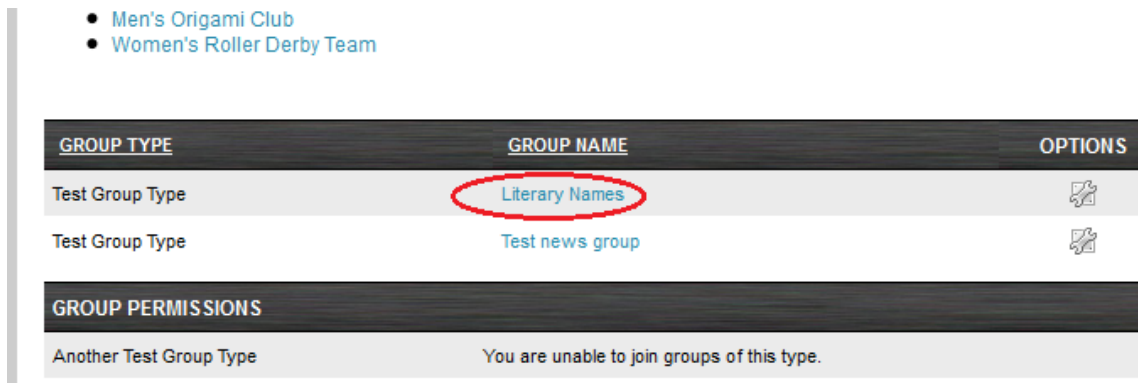 Men's Origami Club
Women's Roller Derby Team
GROUP TYPE GROUP NAME OPTIONS
Test Group Type Literary Names
Test Group Type Test news group
GROUP PERMISSIONS
Another Test Group Type You are unable to join groups of this type.